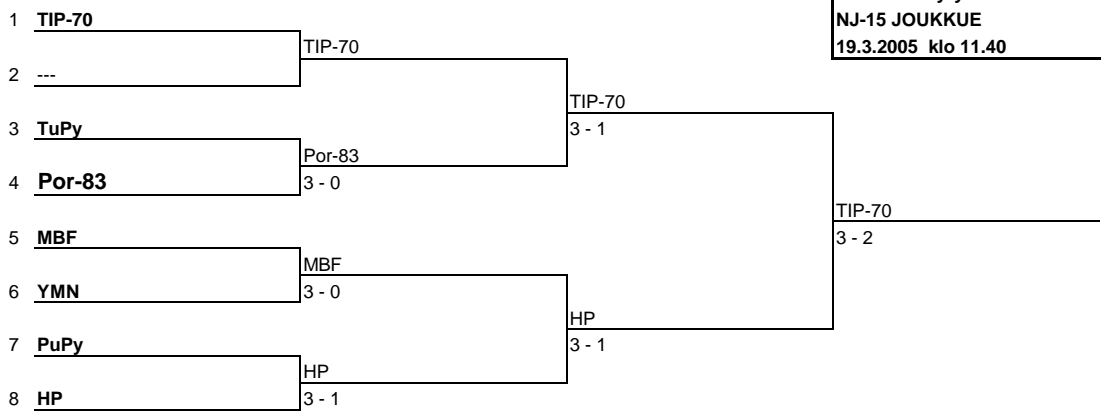 1 TIP-70
NJ-15 JOUKKUE
TIP-70
19.3.2005 klo 11.40
2 ---
TIP-70
3 TuPy
3 - 1
Por-83
4 Por-83
3 - 0
TIP-70
5 MBF
3 - 2
MBF
6 YMN
3 - 0
HP
7 PuPy
3 - 1
HP
8 HP
3 - 1